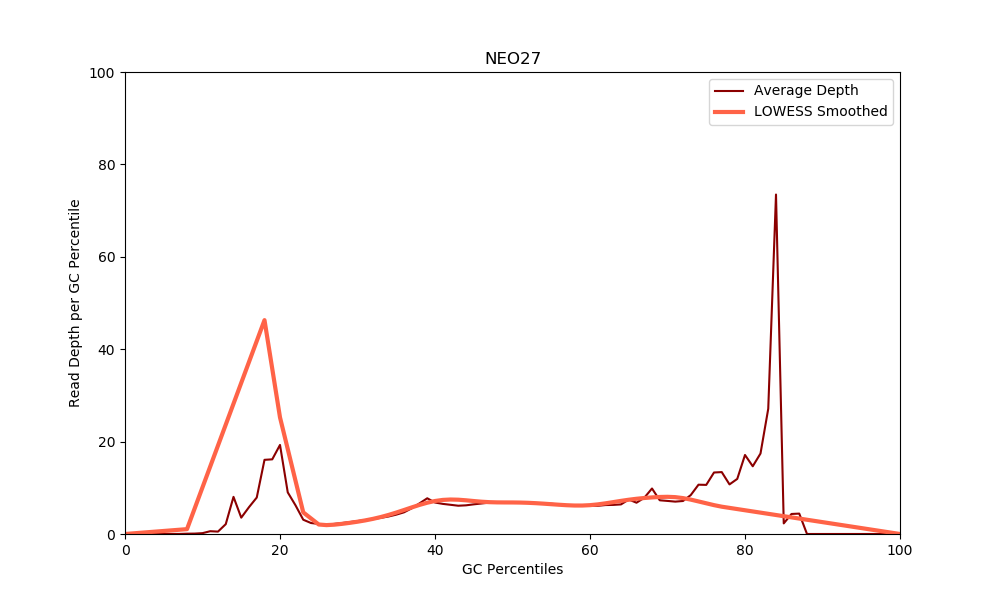 NEO27
Average Depth
LOWESS Smoothed
Read Depth per GC Percentile
100
80
60
40
20
0
0 20 40 60 80 100
GC Percentiles